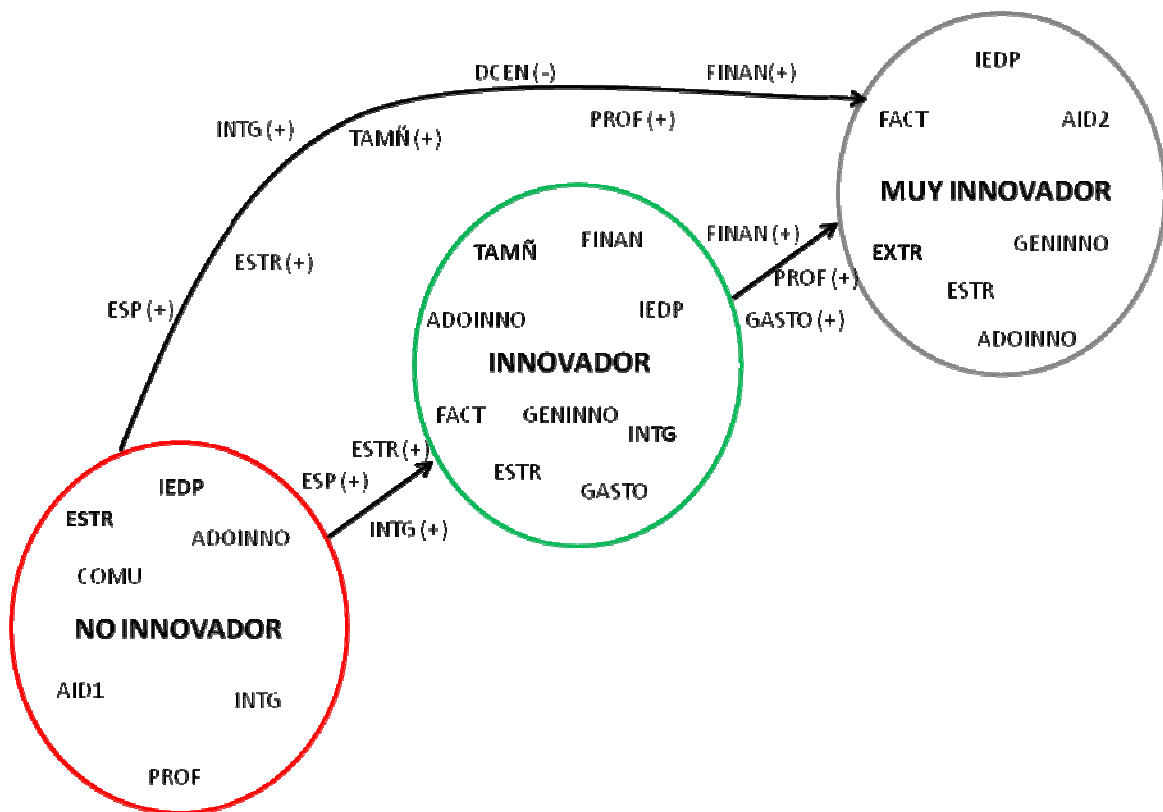 IEDP
DCEN (-)
FINAN(+)
FACT
AID2
INTG (+)
TAMÑ (+)
PROF (+)
MUY INNOVADOR
ESTR (+)
ESP (+)
EXTR
GENINNO
ESTR
ADOINNO
TAMÑ
FINAN
IEDP
ADOINNO
INNOVADOR
FACT
GENINNO
INTG
ESTR
GASTO
FINAN (+)
PROF (+)
GASTO (+)
ESTR (+)
ESP (+)
INTG (+)
IEDP
ESTR
ADOINNO
COMU
NO INNOVADOR
AID1
INTG
PROF